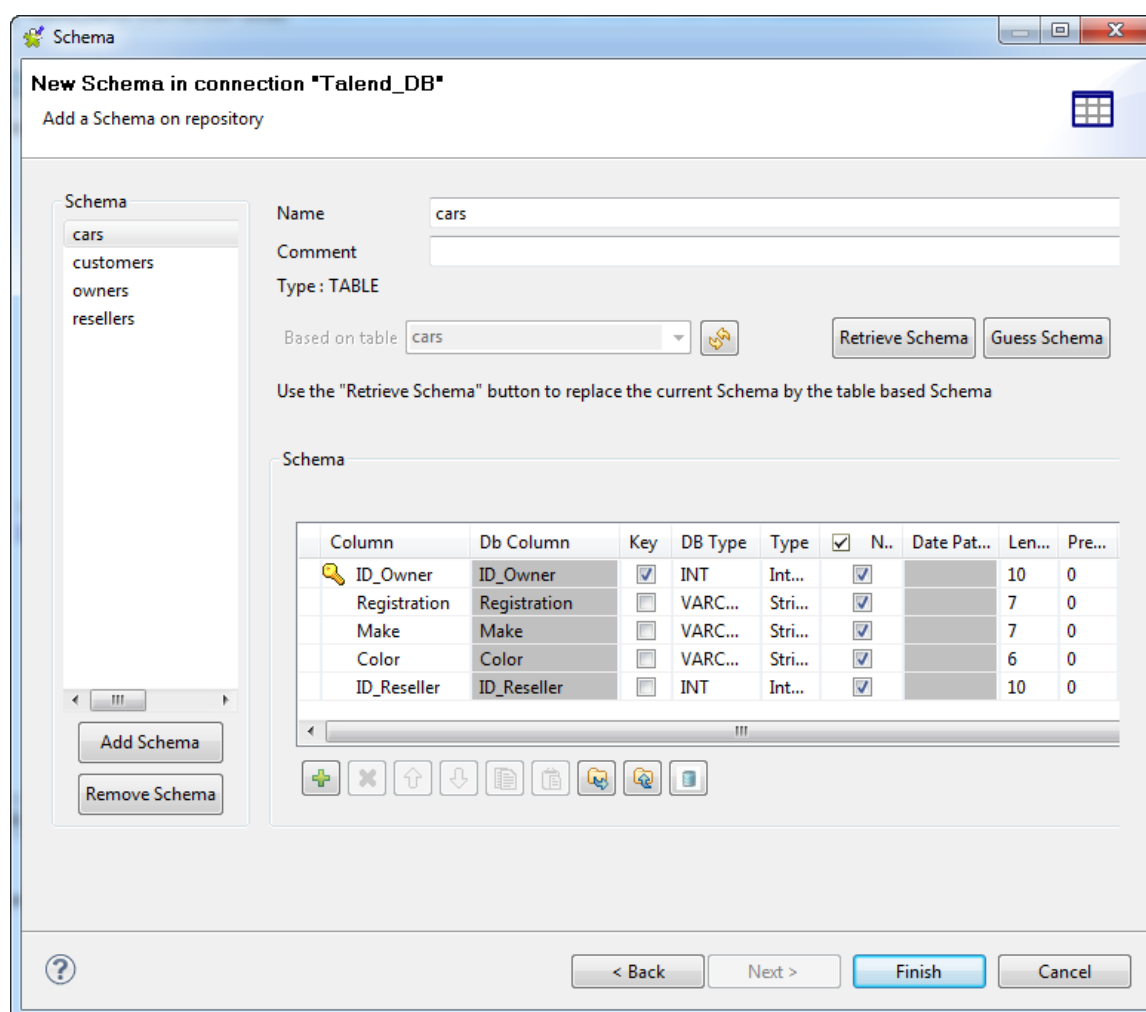 Schema
New Schema in connection "Talend_DB"
Add a Schema on repository
Schema
cars
customers
owners
resellers
Add Schema
Remove Schema
Name cars
Comment
Type : TABLE
Based on table cars
Retrieve Schema Guess Schema
Use the "Retrieve Schema" button to replace the current Schema by the table based Schema
Schema
Column Db Column Key DB Type Type N.. Date Pat... Len... Pre...
ID_Owner ID_Owner INT Int... 10 0
Registration Registration VARC... Stri... 7 0
Make Make VARC... Stri... 7 0
Color Color VARC... Stri... 6 0
ID_Reseller ID_Reseller INT Int... 10 0
? < Back Next > Finish Cancel